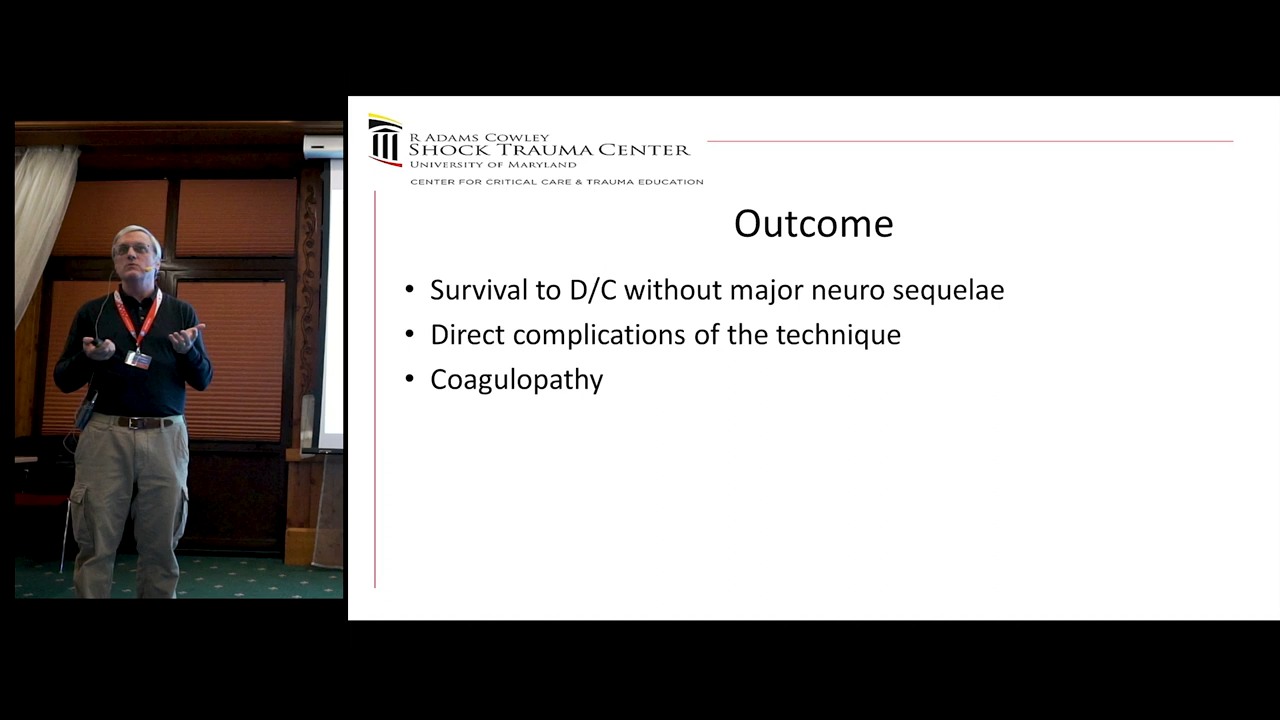 R ADAMS COWLEY
SHOCK TRAUMA CENTER
UNIVERSITY OF MARYLAND
CENTER FOR CRITICAL CARE & TRAUMA EDUCATION
Outcome
• Survival to D/C without major neuro sequelae
• Direct complications of the technique
• Coagulopathy